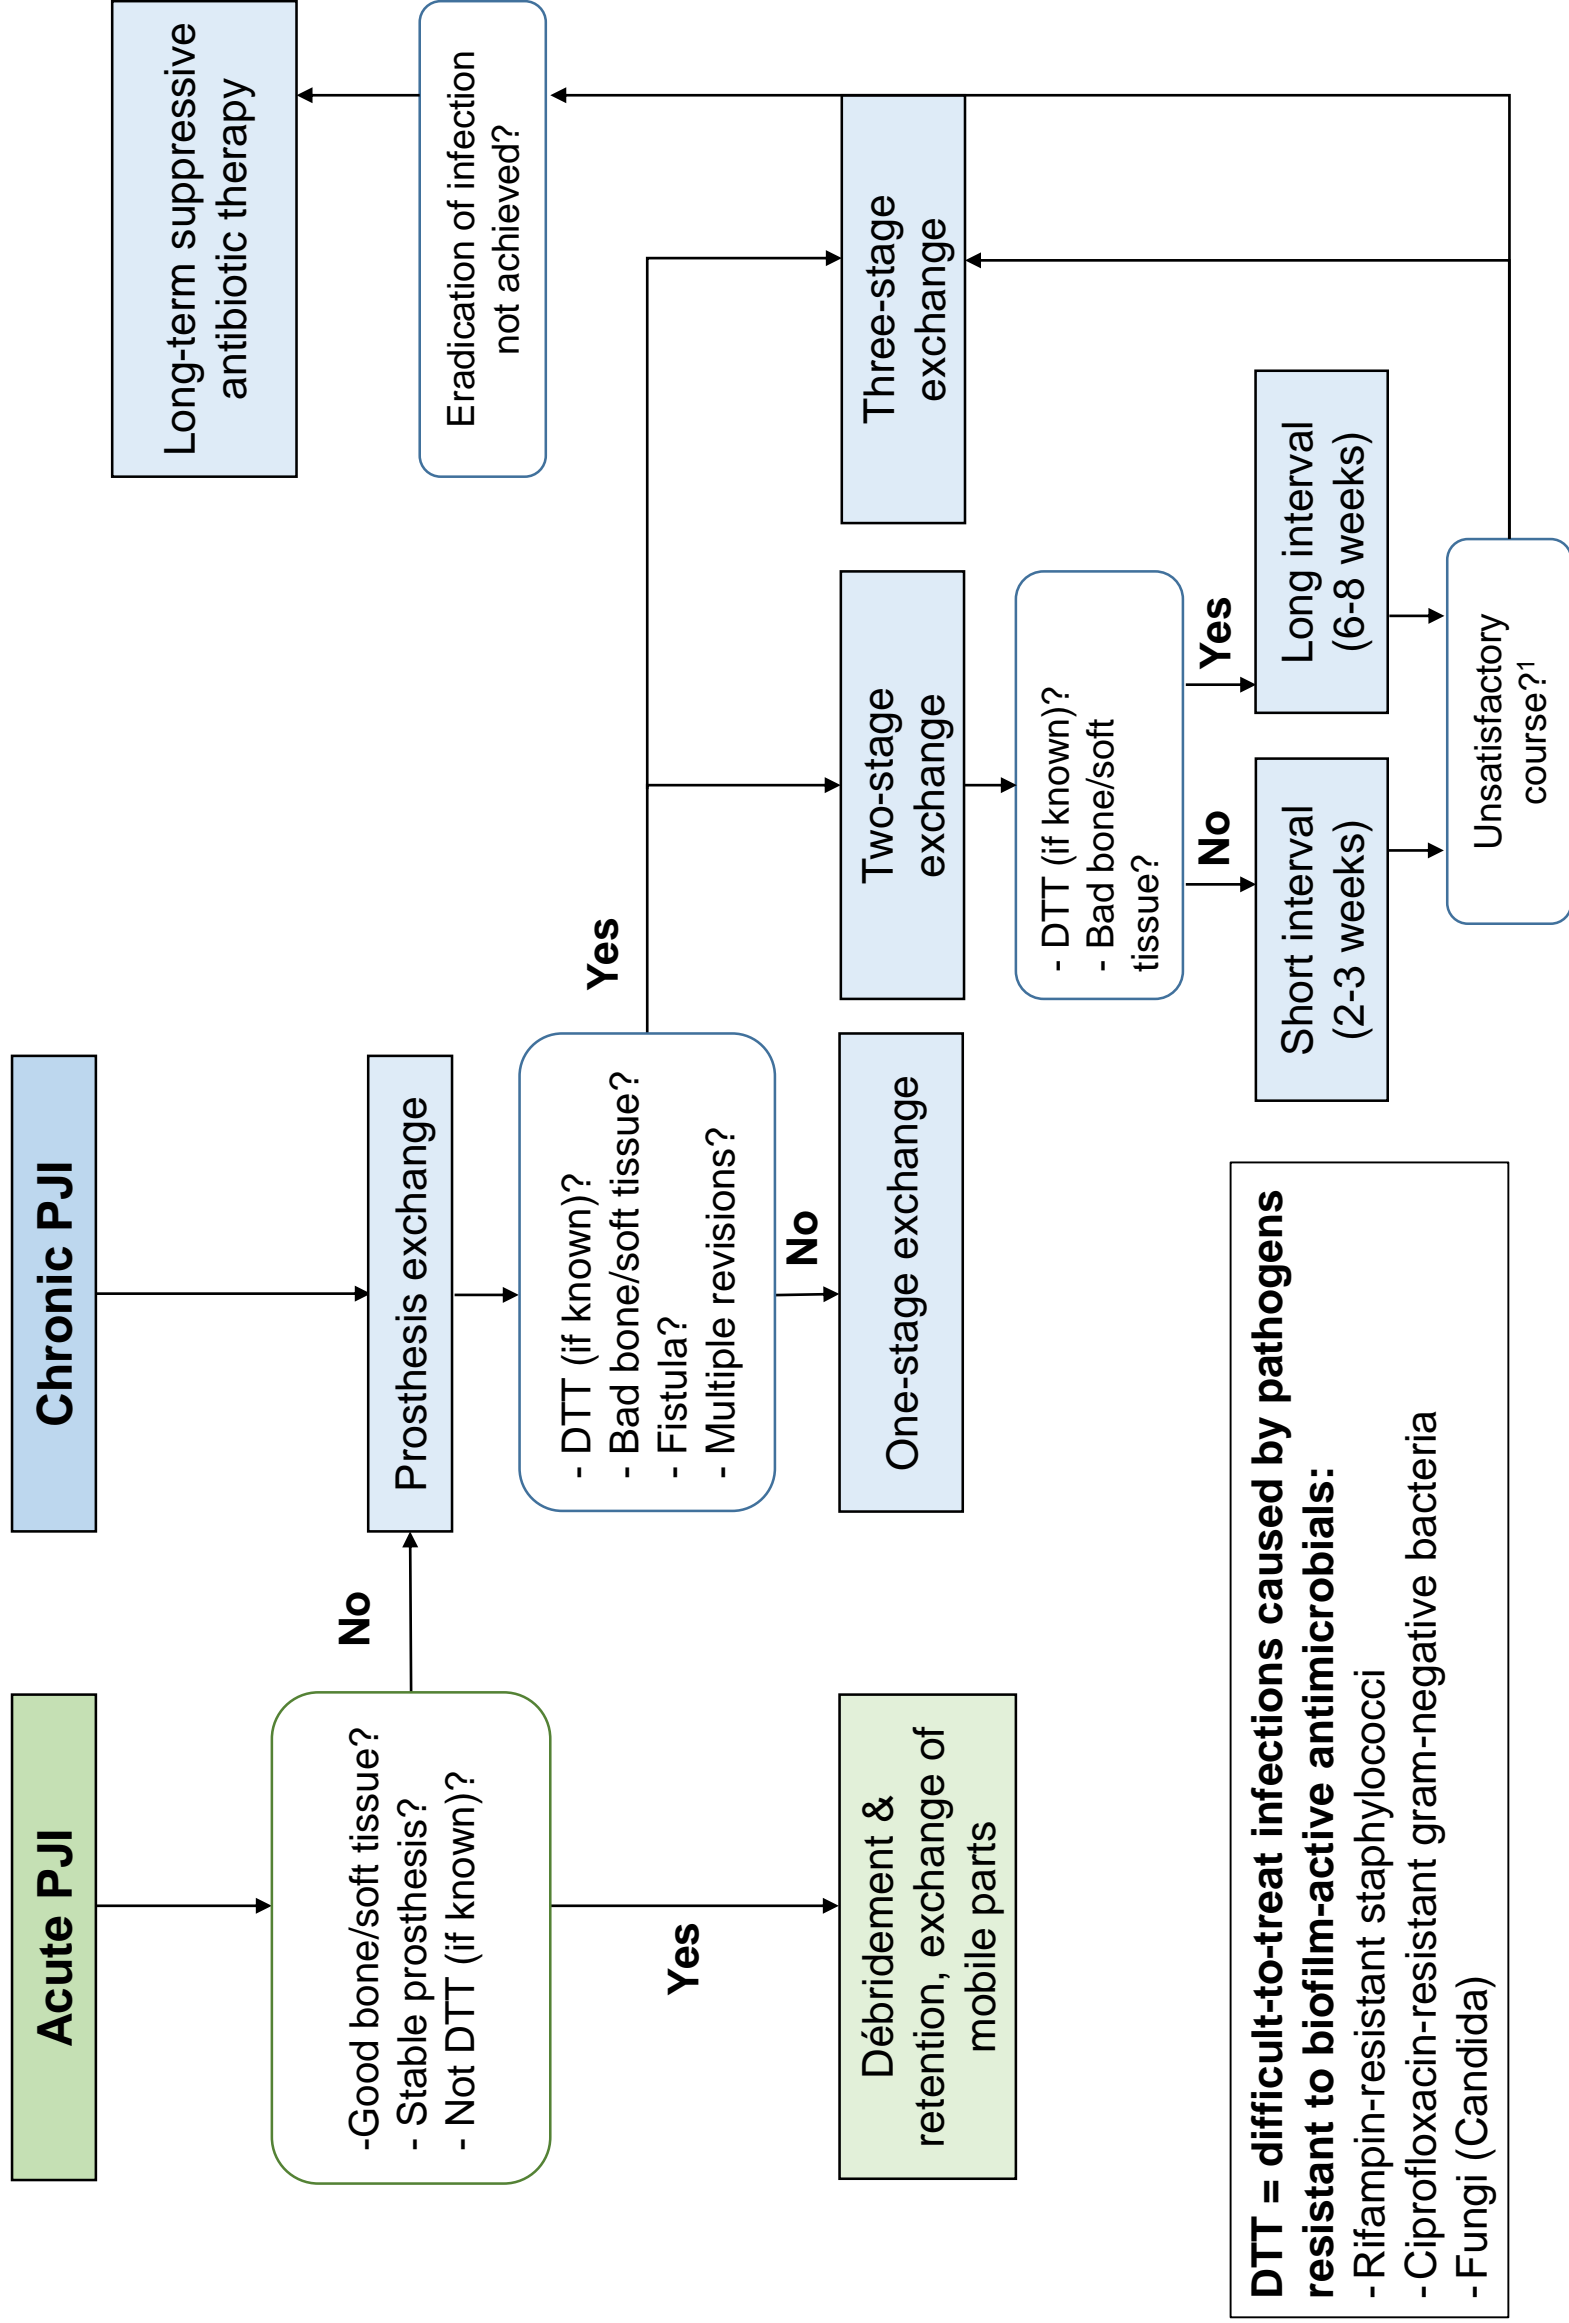 Acute PJI
Chronic PJI
-Good bone/soft tissue?
- Stable prosthesis?
- Not DTT (if known)?
No
Yes
Débridement &
retention, exchange of
mobile parts
Prosthesis exchange
- DTT (if known)?
- Bad bone/soft tissue?
- Fistula?
- Multiple revisions?
No
Yes
One-stage exchange
Two-stage
exchange
Three-stage
exchange
- DTT (if known)?
- Bad bone/soft
tissue?
No
Yes
Short interval
(2-3 weeks)
Long interval
(6-8 weeks)
Unsatisfactory
course?¹
Eradication of infection
not achieved?
Long-term suppressive
antibiotic therapy
DTT = difficult-to-treat infections caused by pathogens
resistant to biofilm-active antimicrobials:
- Rifampin-resistant staphylococci
- Ciprofloxacin-resistant gram-negative bacteria
- Fungi (Candida)